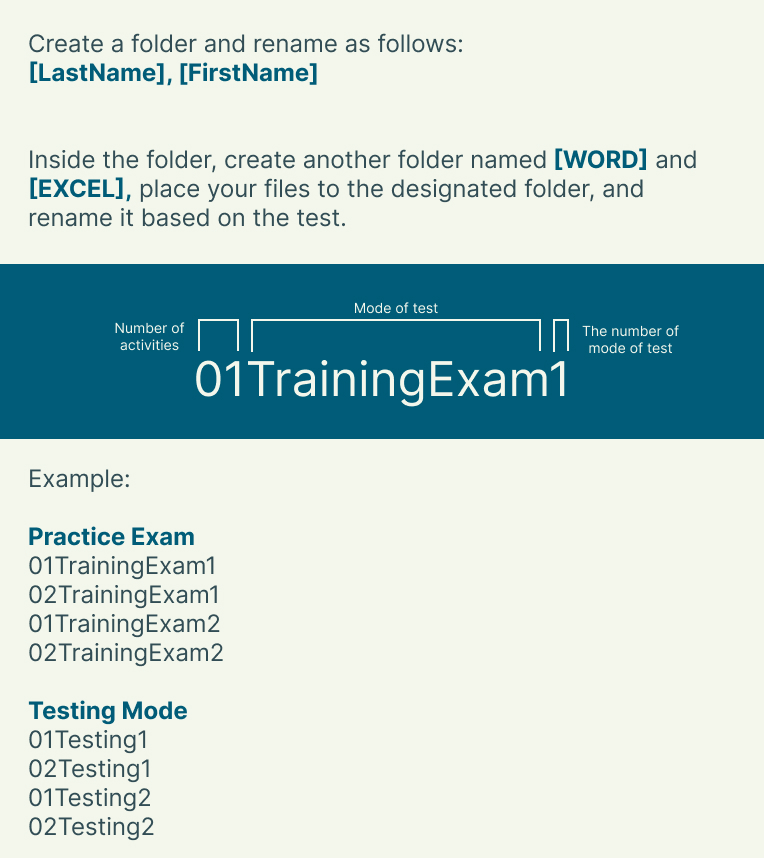 Create a folder and rename as follows:
[LastName], [FirstName]
Inside the folder, create another folder named [WORD] and
[EXCEL], place your files to the designated folder, and
rename it based on the test.
Mode of test
Number of
activities
The number of
mode of test
01TrainingExam1
Example:
Practice Exam
01TrainingExam1
02TrainingExam1
01TrainingExam2
02TrainingExam2
Testing Mode
01Testing1
02Testing1
01Testing2
02Testing2